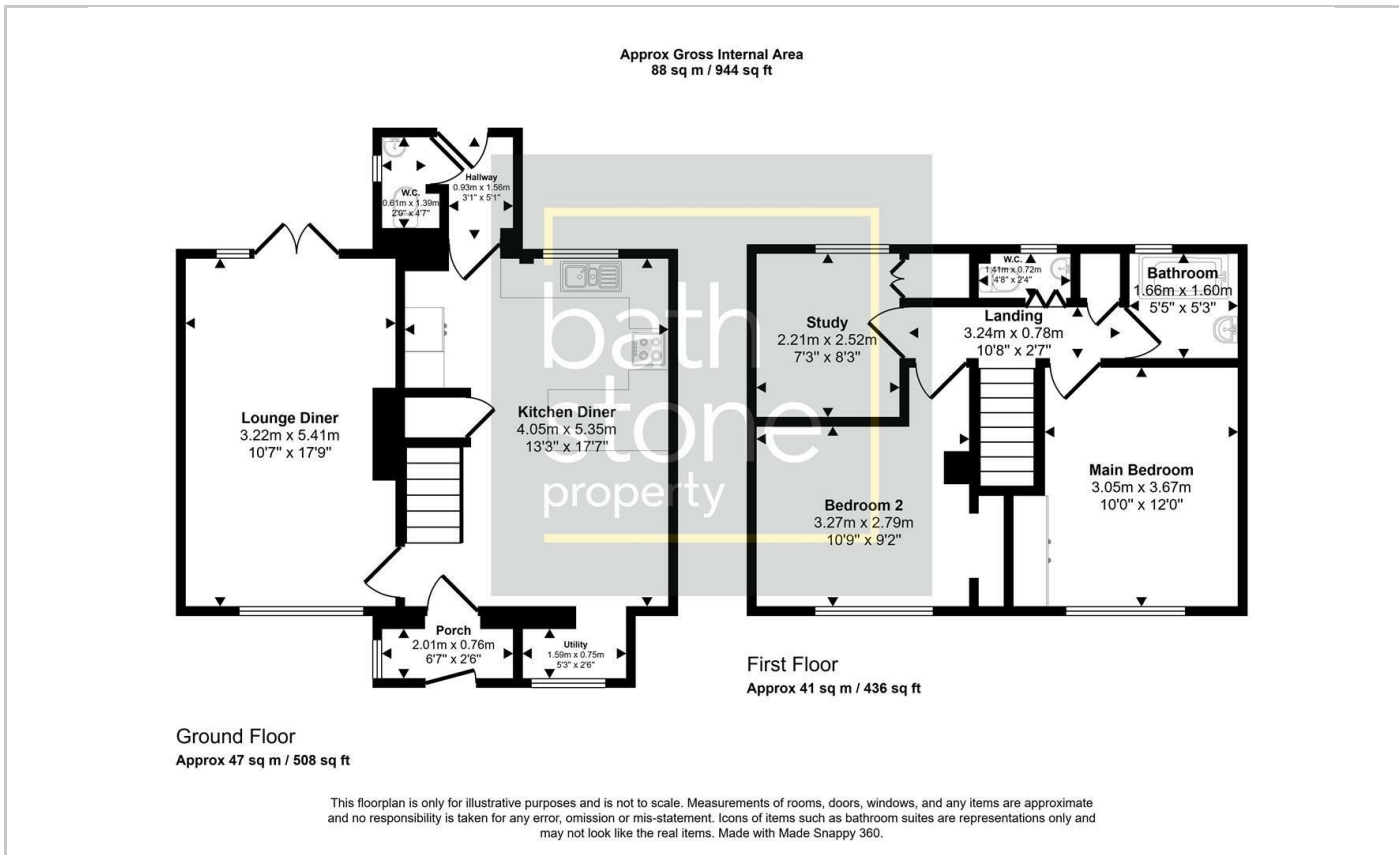 Approx Gross Internal Area
88 sq m / 944 sq ft
Hallway
0.93m x 1.56m
3'1" x 5'1"
W.C.
0.61m x 1.39m
2'0" x 4'7"
Lounge Diner
3.22m x 5.41m
10'7" x 17'9"
Kitchen Diner
4.05m x 5.35m
13'3" x 17'7"
Porch
2.01m x 0.76m
6'7" x 2'6"
Utility
1.59m x 0.75m
5'3" x 2'6"
Ground Floor
Approx 47 sq m / 508 sq ft
bath
stone
property
W.C.
1.41m x 0.72m
4'8" x 2'4"
Bathroom
1.66m x 1.60m
5'5" x 5'3"
Study
2.21m x 2.52m
7'3" x 8'3"
Landing
3.24m x 0.78m
10'8" x 2'7"
Main Bedroom
3.05m x 3.67m
10'0" x 12'0"
Bedroom 2
3.27m x 2.79m
10'9" x 9'2"
First Floor
Approx 41 sq m / 436 sq ft
This floorplan is only for illustrative purposes and is not to scale. Measurements of rooms, doors, windows, and any items are approximate
and no responsibility is taken for any error, omission or mis-statement. Icons of items such as bathroom suites are representations only and
may not look like the real items. Made with Made Snappy 360.